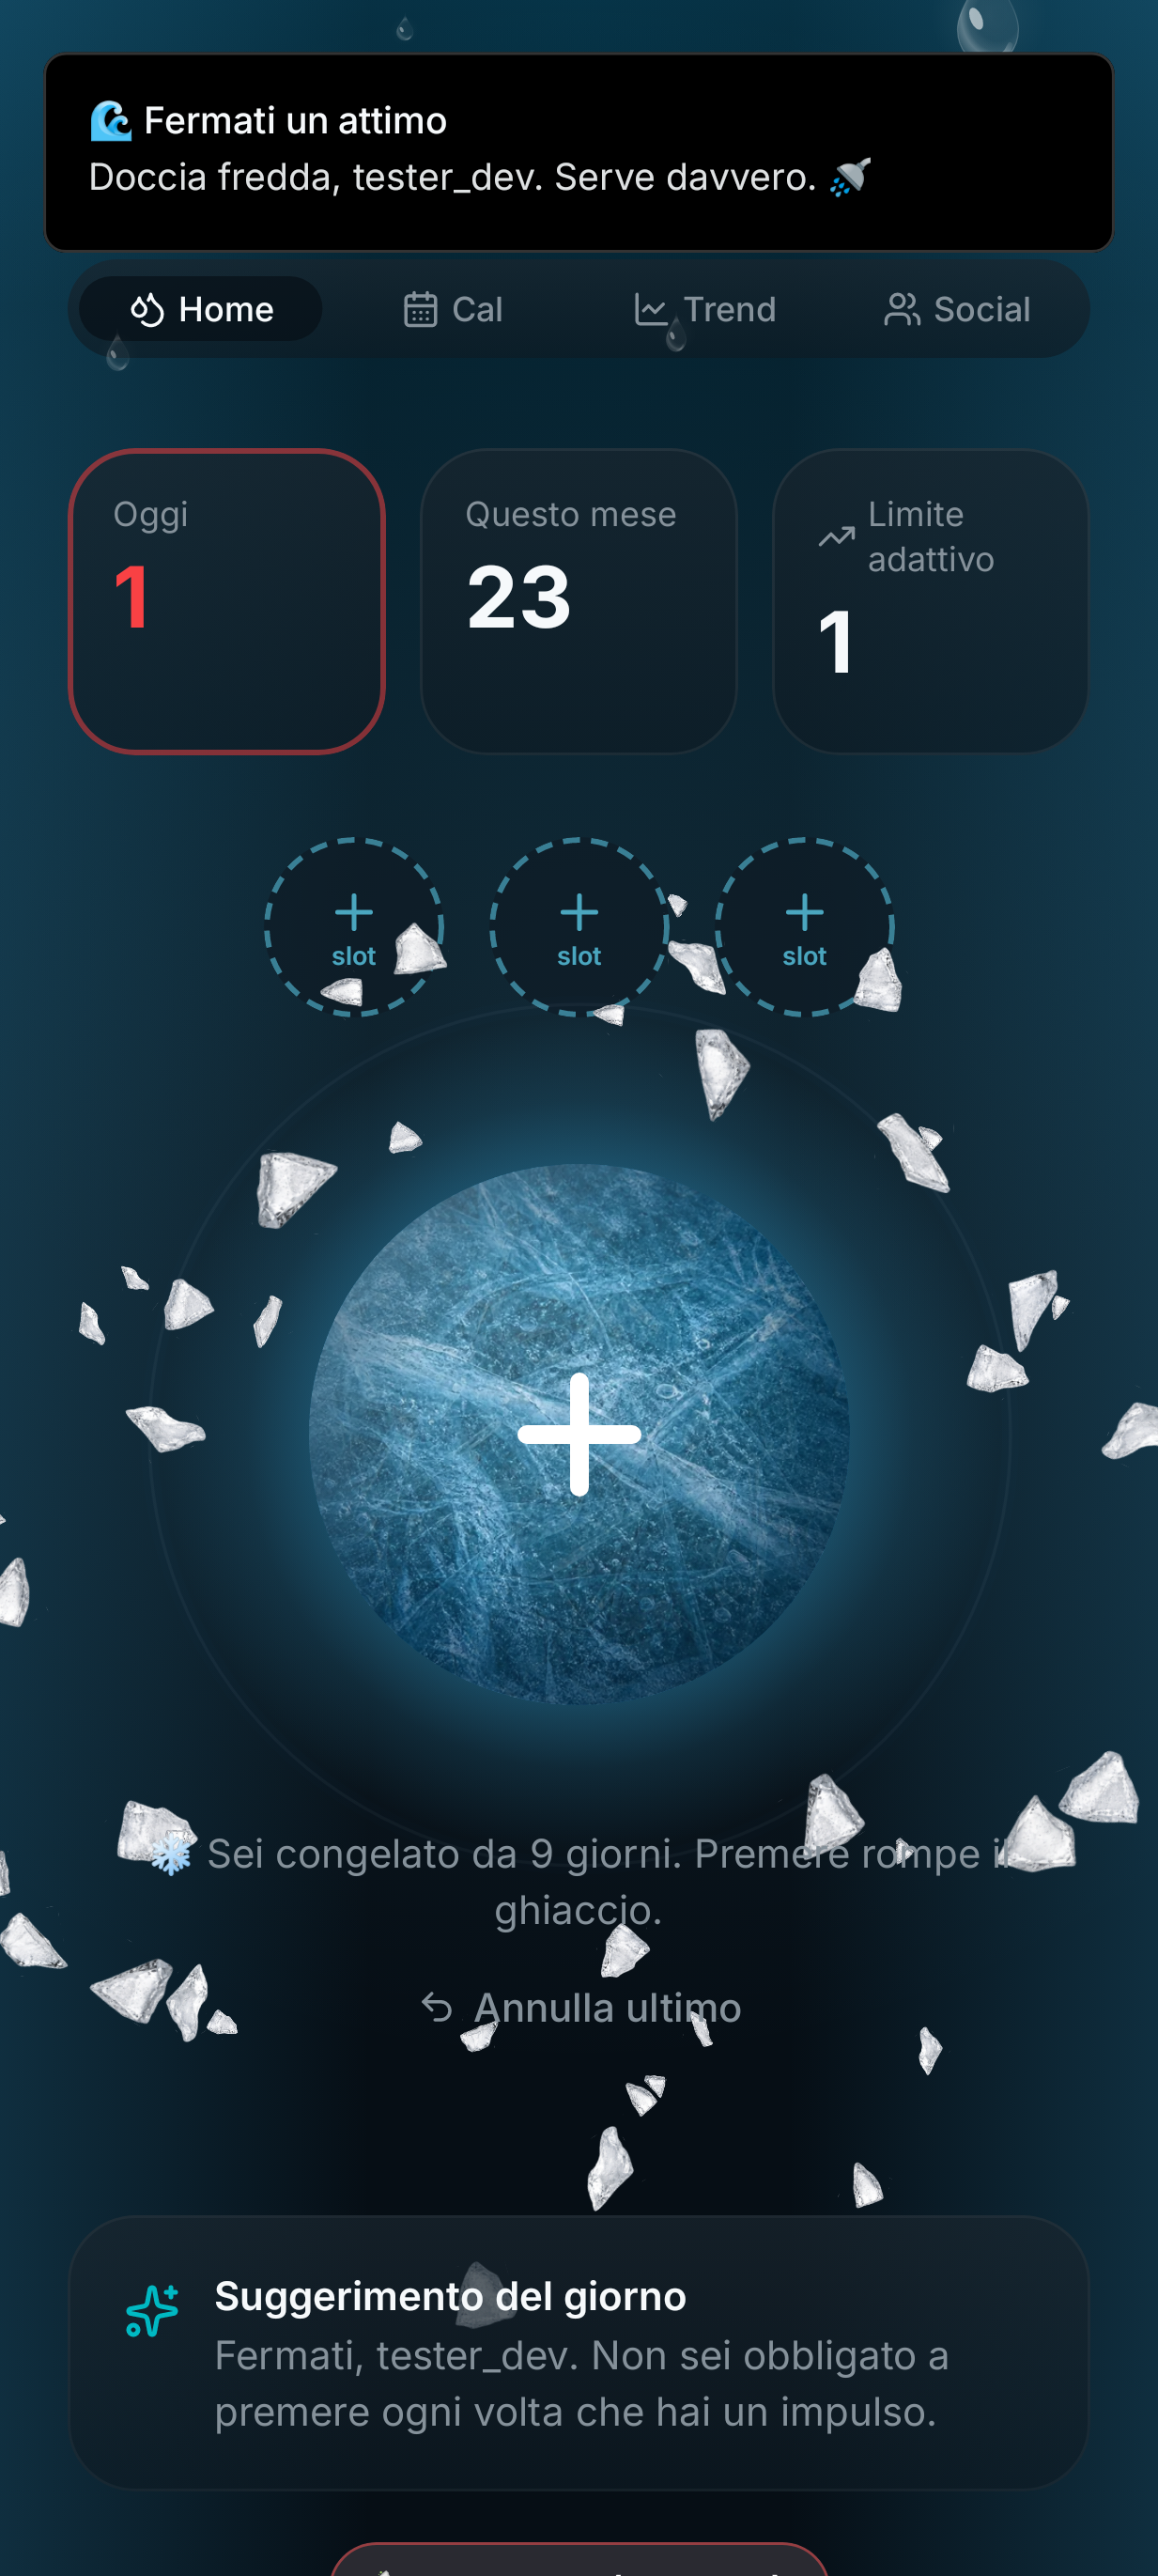 🌊 Fermati un attimo
Doccia fredda, tester_dev. Serve davvero. 🚿
Home
Cal
Trend
Social
Oggi
1
Questo mese
23
Limite
adattivo
1
slot
slot
slot
❄️ Sei congelato da 9 giorni. Premere rompe il
ghiaccio.
Annulla ultimo
Suggerimento del giorno
Fermati, tester_dev. Non sei obbligato a
premere ogni volta che hai un impulso.